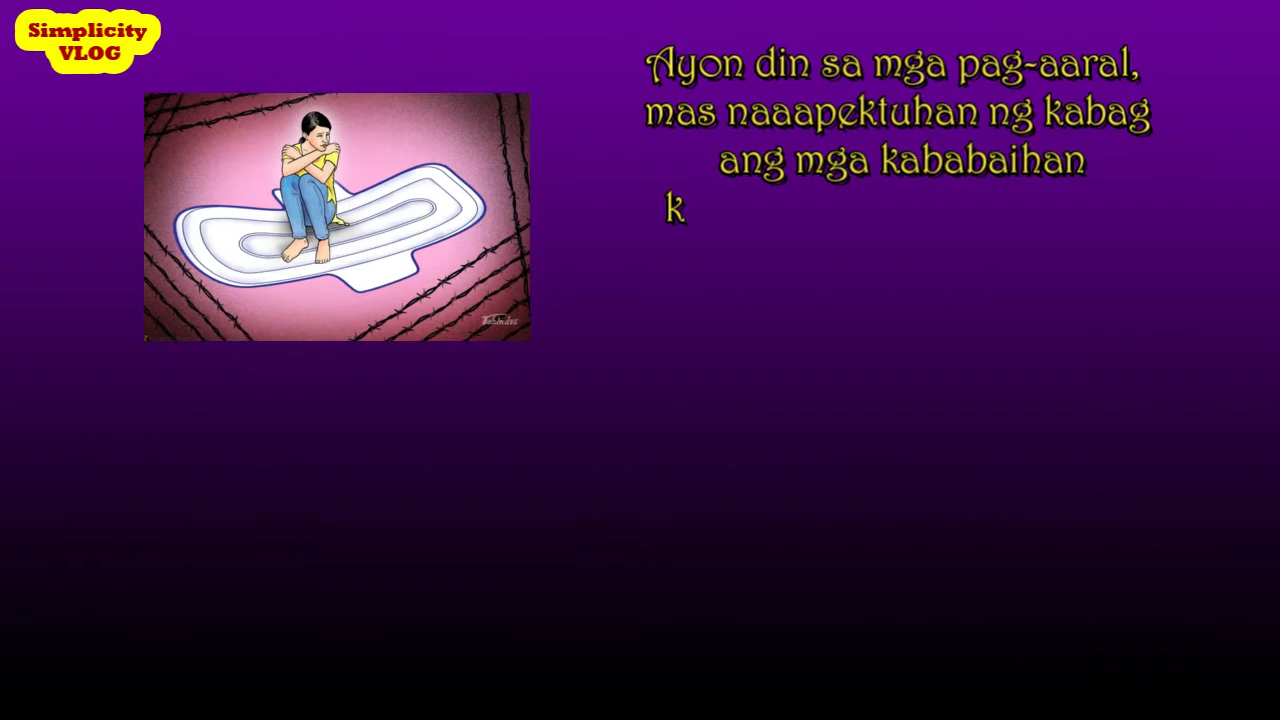 Simplicity
VLOG
Ayon din sa mga pag-aaral,
mas naaapektuhan ng kabag
ang mga kababaihan
k